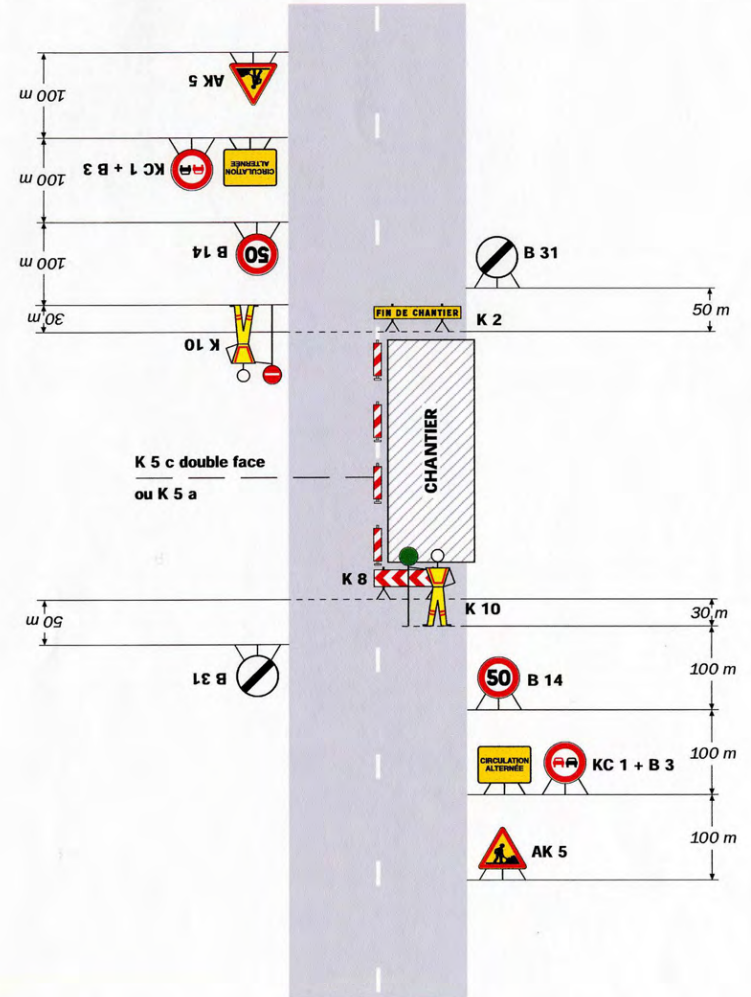 AK 5
100 m
CIRCULATION
ALTERNÉE
KC 1 + B 3
100 m
50
B 14
100 m
B 31
50 m
30 m
FIN DE CHANTIER
K 2
K 10
CHANTIER
K 5 c double face
ou K 5 a
K 8
K 10
50 m
30 m
B 31
50
B 14
100 m
CIRCULATION
ALTERNÉE
KC 1 + B 3
100 m
AK 5
100 m